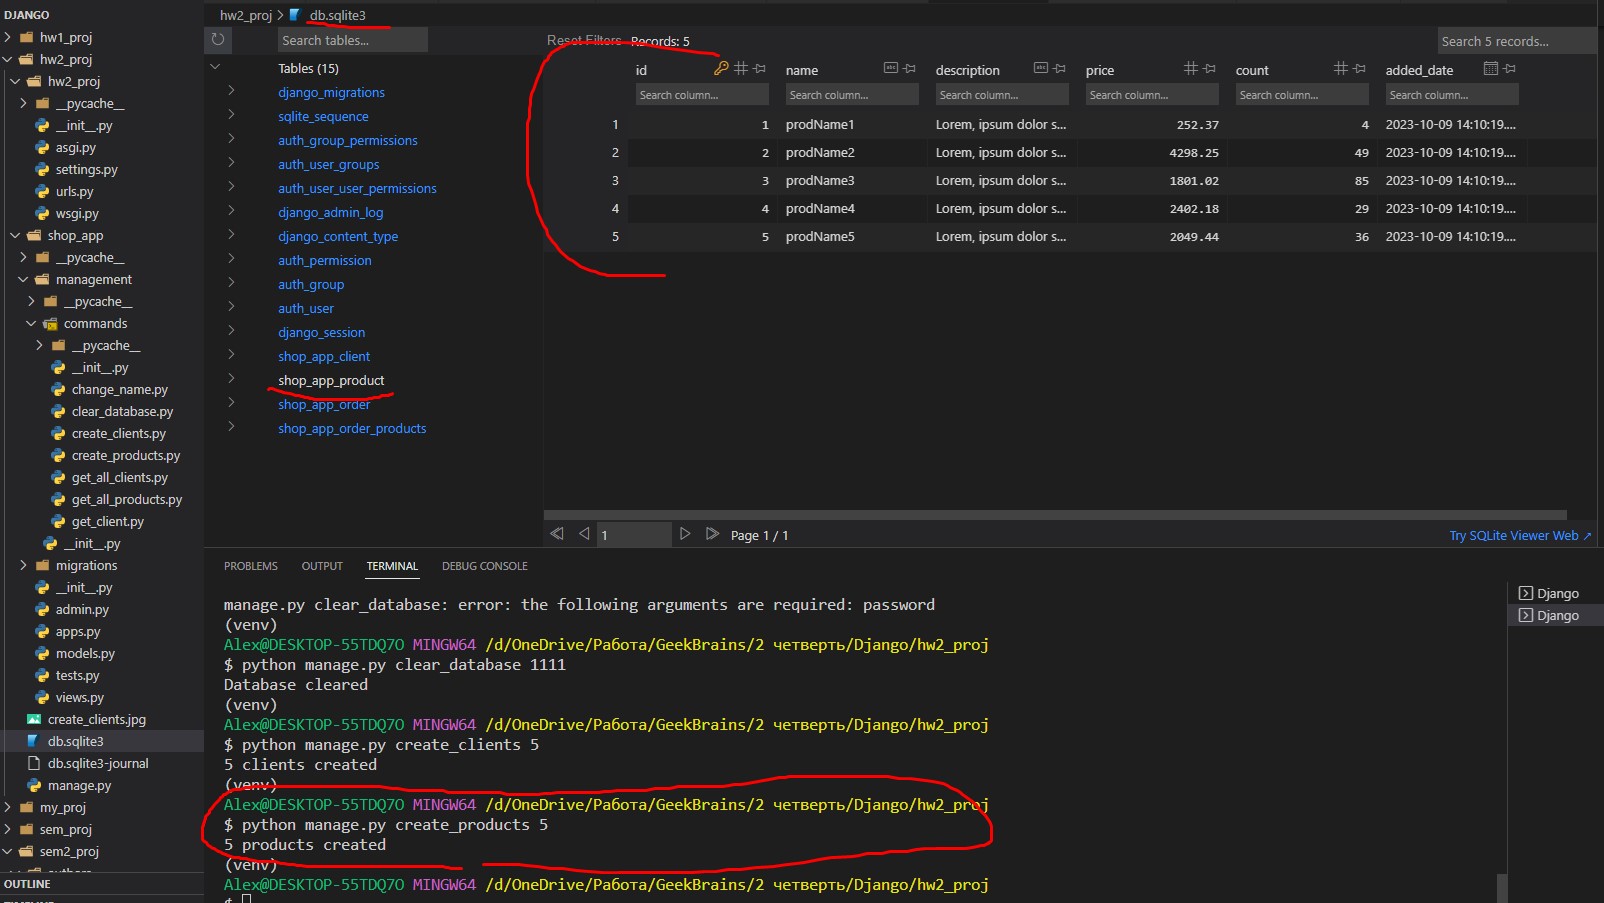 DJANGO
hw1_proj
hw2_proj
hw2_proj
__pycache__
__init__.py
asgi.py
settings.py
urls.py
wsgi.py
shop_app
__pycache__
management
__pycache__
commands
__pycache__
__init__.py
change_name.py
clear_database.py
create_clients.py
create_products.py
get_all_clients.py
get_all_products.py
get_client.py
__init__.py
migrations
__init__.py
admin.py
apps.py
models.py
tests.py
views.py
create_clients.jpg
db.sqlite3
db.sqlite3-journal
manage.py
my_proj
sem_proj
sem2_proj
OUTLINE
hw2_proj > db.sqlite3
Search tables...
Tables (15)
django_migrations
sqlite_sequence
auth_group_permissions
auth_user_groups
auth_user_user_permissions
django_admin_log
django_content_type
auth_permission
auth_group
auth_user
django_session
shop_app_client
shop_app_product
shop_app_order
shop_app_order_products
Reset Filters Records: 5
Search 5 records...
id name description price count added_date
Search column... Search column... Search column... Search column... Search column... Search column...
1 1 prodName1 Lorem, ipsum dolor s... 252.37 4 2023-10-09 14:10:19....
2 2 prodName2 Lorem, ipsum dolor s... 4298.25 49 2023-10-09 14:10:19....
3 3 prodName3 Lorem, ipsum dolor s... 1801.02 85 2023-10-09 14:10:19....
4 4 prodName4 Lorem, ipsum dolor s... 2402.18 29 2023-10-09 14:10:19....
5 5 prodName5 Lorem, ipsum dolor s... 2049.44 36 2023-10-09 14:10:19....
1 Page 1 / 1
Try SQLite Viewer Web ↗
PROBLEMS OUTPUT TERMINAL DEBUG CONSOLE
manage.py clear_database: error: the following arguments are required: password
(venv)
Alex@DESKTOP-55TDQ7O MINGW64 /d/OneDrive/Работа/GeekBrains/2 четверть/Django/hw2_proj
$ python manage.py clear_database 1111
Database cleared
(venv)
Alex@DESKTOP-55TDQ7O MINGW64 /d/OneDrive/Работа/GeekBrains/2 четверть/Django/hw2_proj
$ python manage.py create_clients 5
5 clients created
(venv)
Alex@DESKTOP-55TDQ7O MINGW64 /d/OneDrive/Работа/GeekBrains/2 четверть/Django/hw2_proj
$ python manage.py create_products 5
5 products created
(venv)
Alex@DESKTOP-55TDQ7O MINGW64 /d/OneDrive/Работа/GeekBrains/2 четверть/Django/hw2_proj
$
Django
Django